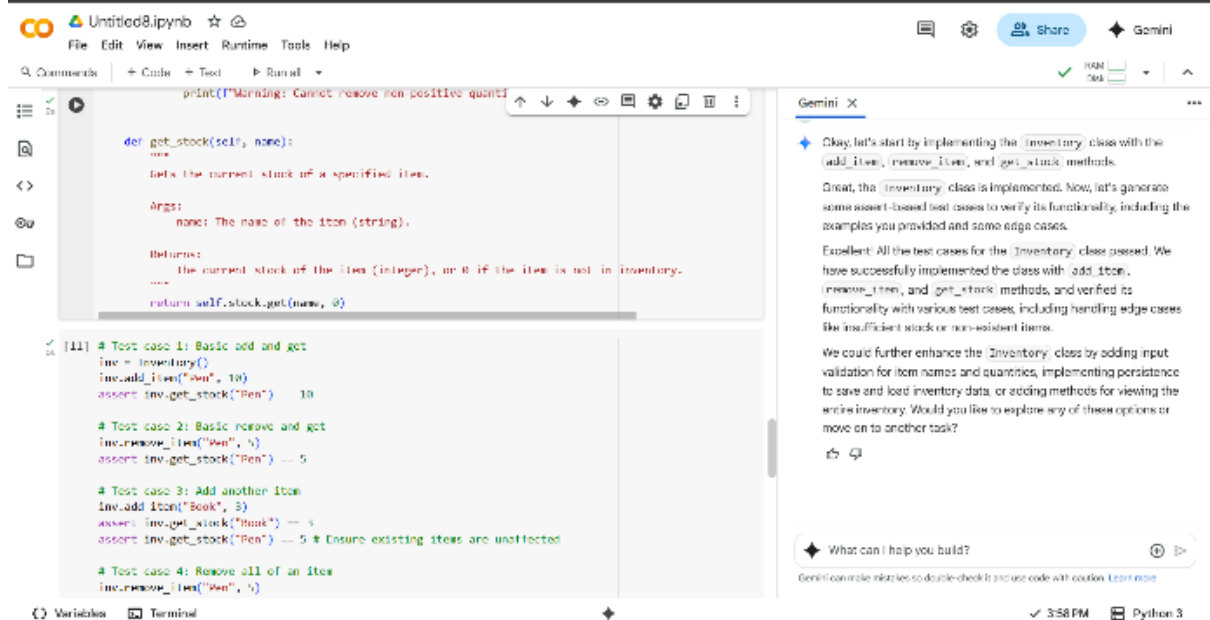 Untitled8.ipynb
File Edit View Insert Runtime Tools Help
Share
Gemini
Commands + Code + Text Run all
RAM
Disk
print(f"Warning: Cannot remove non-positive quanti
def get_stock(self, name):
"""
Gets the current stock of a specified item.
Args:
name: The name of the item (string).
Returns:
The current stock of the item (integer), or 0 if the item is not in inventory.
"""
return self.stock.get(name, 0)
[11] # Test case 1: Basic add and get
inv = Inventory()
inv.add_item("Pen", 10)
assert inv.get_stock("Pen") == 10
# Test case 2: Basic remove and get
inv.remove_item("Pen", 5)
assert inv.get_stock("Pen") == 5
# Test case 3: Add another item
inv.add_item("Book", 3)
assert inv.get_stock("Book") == 3
assert inv.get_stock("Pen") == 5 # Ensure existing items are unaffected
# Test case 4: Remove all of an item
inv.remove_item("Pen", 5)
Gemini X
Okay, let's start by implementing the Inventory class with the
add_item, remove_item, and get_stock methods.
Great, the Inventory class is implemented. Now, let's generate
some assert-based test cases to verify its functionality, including the
examples you provided and some edge cases.
Excellent! All the test cases for the Inventory class passed. We
have successfully implemented the class with add_item,
remove_item, and get_stock methods, and verified its
functionality with various test cases, including handling edge cases
like insufficient stock or non-existent items.
We could further enhance the Inventory class by adding input
validation for item names and quantities, implementing persistence
to save and load inventory data, or adding methods for viewing the
entire inventory. Would you like to explore any of these options or
move on to another task?
What can I help you build?
Gemini can make mistakes so double-check it and use code with caution. Learn more
Variables Terminal
3:58 PM Python 3